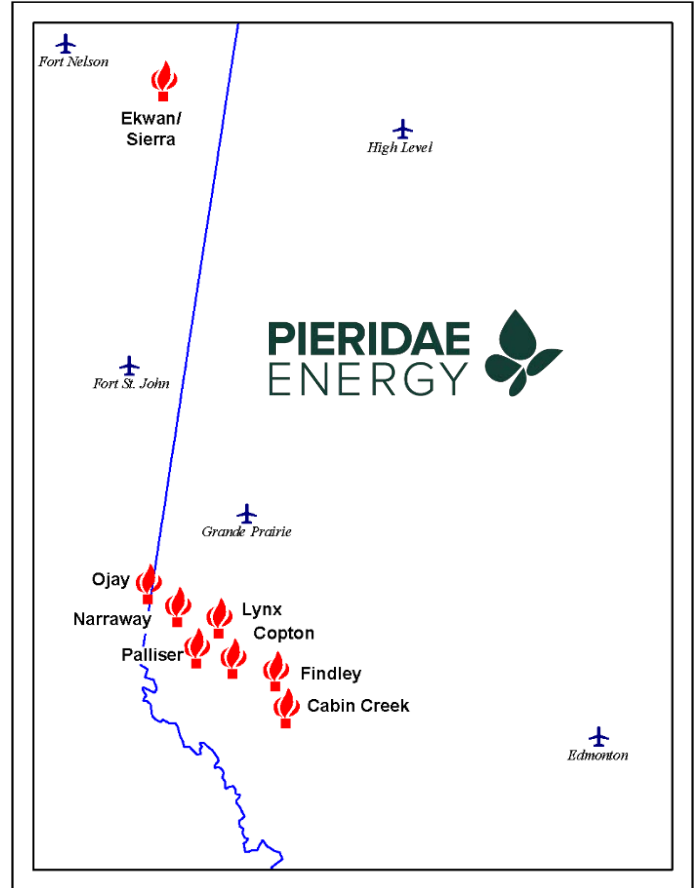 Fort Nelson
Ekwan/
Sierra
High Level
PIERIDAE
ENERGY
Fort St. John
Grande Prairie
Ojay
Lynx
Narraway
Copton
Palliser
Findley
Cabin Creek
Edmonton